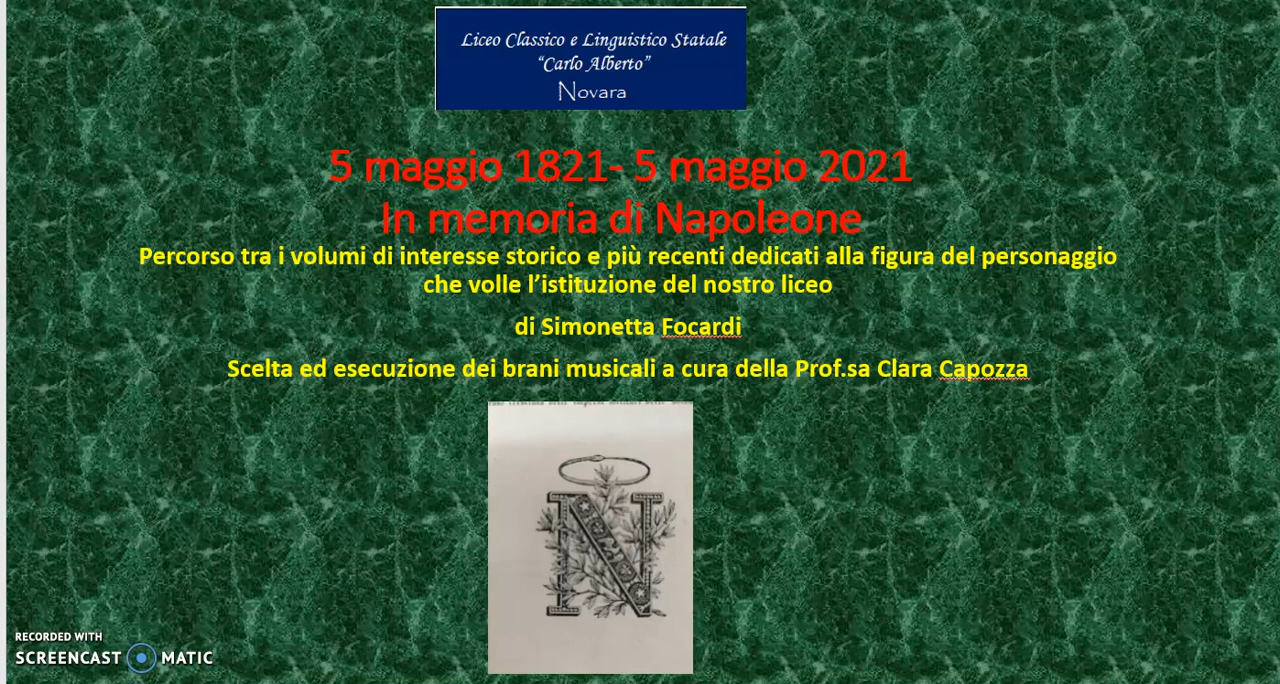 Liceo Classico e Linguistico Statale
“Carlo Alberto”
Novara
5 maggio 1821- 5 maggio 2021
In memoria di Napoleone
Percorso tra i volumi di interesse storico e più recenti dedicati alla figura del personaggio
che volle l’istituzione del nostro liceo
di Simonetta Focardi
Scelta ed esecuzione dei brani musicali a cura della Prof.sa Clara Capozza
N
RECORDED WITH
SCREENCAST MATIC